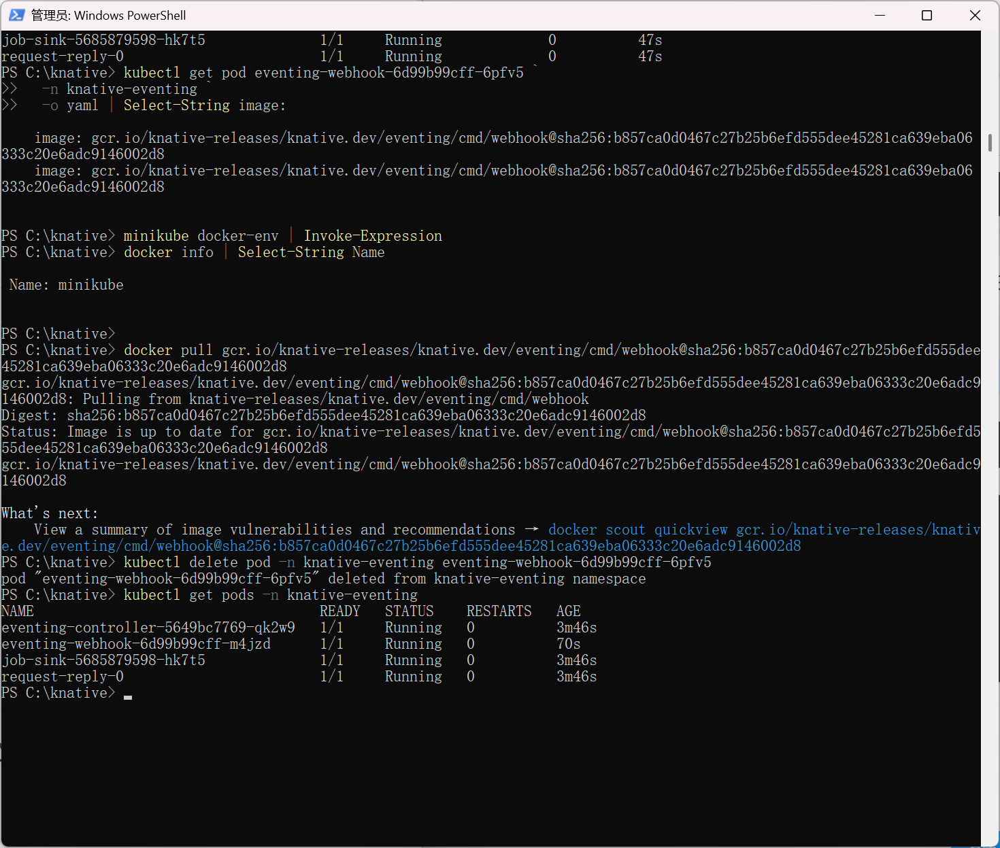 管理员: Windows PowerShell
job-sink-5685879598-hk7t5 1/1 Running 0 47s
request-reply-0 1/1 Running 0 47s
PS C:\knative> kubectl get pod eventing-webhook-6d99b99cff-6pfv5 `
>> -n knative-eventing `
>> -o yaml | Select-String image:
image: gcr.io/knative-releases/knative.dev/eventing/cmd/webhook@sha256:b857ca0d0467c27b25b6efd555dee45281ca639eba06
333c20e6adc9146002d8
image: gcr.io/knative-releases/knative.dev/eventing/cmd/webhook@sha256:b857ca0d0467c27b25b6efd555dee45281ca639eba06
333c20e6adc9146002d8
PS C:\knative> minikube docker-env | Invoke-Expression
PS C:\knative> docker info | Select-String Name
Name: minikube
PS C:\knative>
PS C:\knative> docker pull gcr.io/knative-releases/knative.dev/eventing/cmd/webhook@sha256:b857ca0d0467c27b25b6efd555dee
45281ca639eba06333c20e6adc9146002d8
gcr.io/knative-releases/knative.dev/eventing/cmd/webhook@sha256:b857ca0d0467c27b25b6efd555dee45281ca639eba06333c20e6adc9
146002d8: Pulling from knative-releases/knative.dev/eventing/cmd/webhook
Digest: sha256:b857ca0d0467c27b25b6efd555dee45281ca639eba06333c20e6adc9146002d8
Status: Image is up to date for gcr.io/knative-releases/knative.dev/eventing/cmd/webhook@sha256:b857ca0d0467c27b25b6efd5
55dee45281ca639eba06333c20e6adc9146002d8
gcr.io/knative-releases/knative.dev/eventing/cmd/webhook@sha256:b857ca0d0467c27b25b6efd555dee45281ca639eba06333c20e6adc9
146002d8
What's next:
View a summary of image vulnerabilities and recommendations → docker scout quickview gcr.io/knative-releases/knativ
e.dev/eventing/cmd/webhook@sha256:b857ca0d0467c27b25b6efd555dee45281ca639eba06333c20e6adc9146002d8
PS C:\knative> kubectl delete pod -n knative-eventing eventing-webhook-6d99b99cff-6pfv5
pod "eventing-webhook-6d99b99cff-6pfv5" deleted from knative-eventing namespace
PS C:\knative> kubectl get pods -n knative-eventing
NAME READY STATUS RESTARTS AGE
eventing-controller-5649bc7769-qk2w9 1/1 Running 0 3m46s
eventing-webhook-6d99b99cff-m4jzd 1/1 Running 0 70s
job-sink-5685879598-hk7t5 1/1 Running 0 3m46s
request-reply-0 1/1 Running 0 3m46s
PS C:\knative>